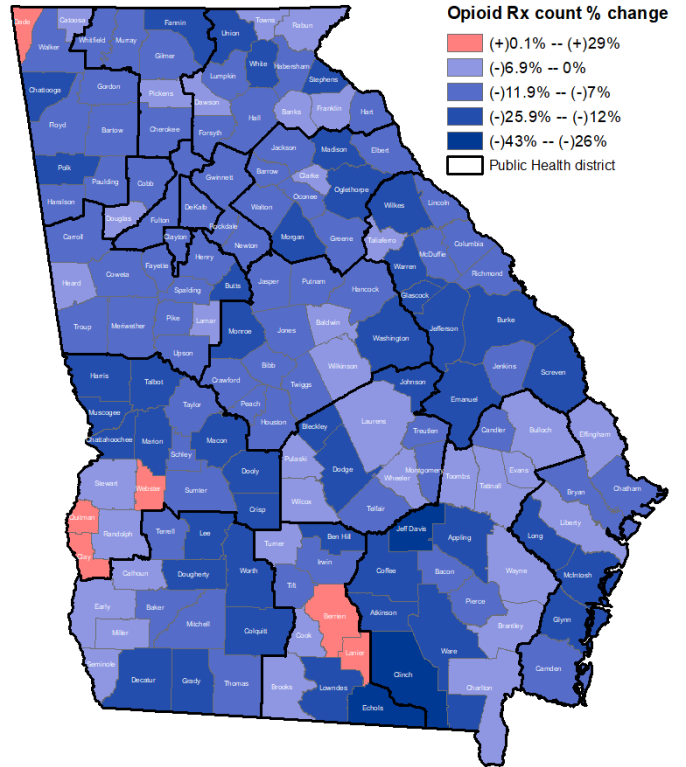 Opioid Rx count % change
(+)0.1% -- (+)29%
(-)6.9% -- 0%
(-)11.9% -- (-)7%
(-)25.9% -- (-)12%
(-)43% -- (-)26%
Public Health district
Dade
Catoosa
Fannin
Towns
Rabun
Walker
Whitfield
Murray
Union
Gilmer
White
Habersham
Lumpkin
Stephens
Chattooga
Gordon
Pickens
Dawson
Banks
Franklin
Hart
Floyd
Bartow
Cherokee
Forsyth
Hall
Jackson
Madison
Elbert
Polk
Paulding
Cobb
Gwinnett
Barrow
Clarke
Oglethorpe
Haralson
Douglas
Fulton
DeKalb
Rockdale
Walton
Oconee
Wilkes
Lincoln
Carroll
Clayton
Newton
Morgan
Greene
Taliaferro
McDuffie
Columbia
Heard
Coweta
Fayette
Henry
Spalding
Butts
Jasper
Putnam
Hancock
Warren
Richmond
Glascock
Troup
Meriwether
Pike
Lamar
Monroe
Jones
Baldwin
Washington
Jefferson
Burke
Upson
Bibb
Wilkinson
Jenkins
Screven
Harris
Talbot
Crawford
Twiggs
Johnson
Emanuel
Muscogee
Taylor
Peach
Houston
Laurens
Chattahoochee
Marion
Macon
Bleckley
Treutlen
Candler
Bulloch
Effingham
Schley
Dooly
Pulaski
Dodge
Montgomery
Wheeler
Toombs
Tattnall
Evans
Stewart
Webster
Sumter
Crisp
Wilcox
Telfair
Bryan
Chatham
Quitman
Randolph
Terrell
Lee
Turner
Ben Hill
Jeff Davis
Appling
Long
Liberty
Clay
Calhoun
Dougherty
Worth
Irwin
Coffee
Bacon
Wayne
McIntosh
Early
Baker
Mitchell
Tift
Berrien
Atkinson
Pierce
Glynn
Miller
Colquitt
Cook
Lanier
Ware
Brantley
Seminole
Decatur
Grady
Thomas
Brooks
Lowndes
Clinch
Charlton
Camden
Echols